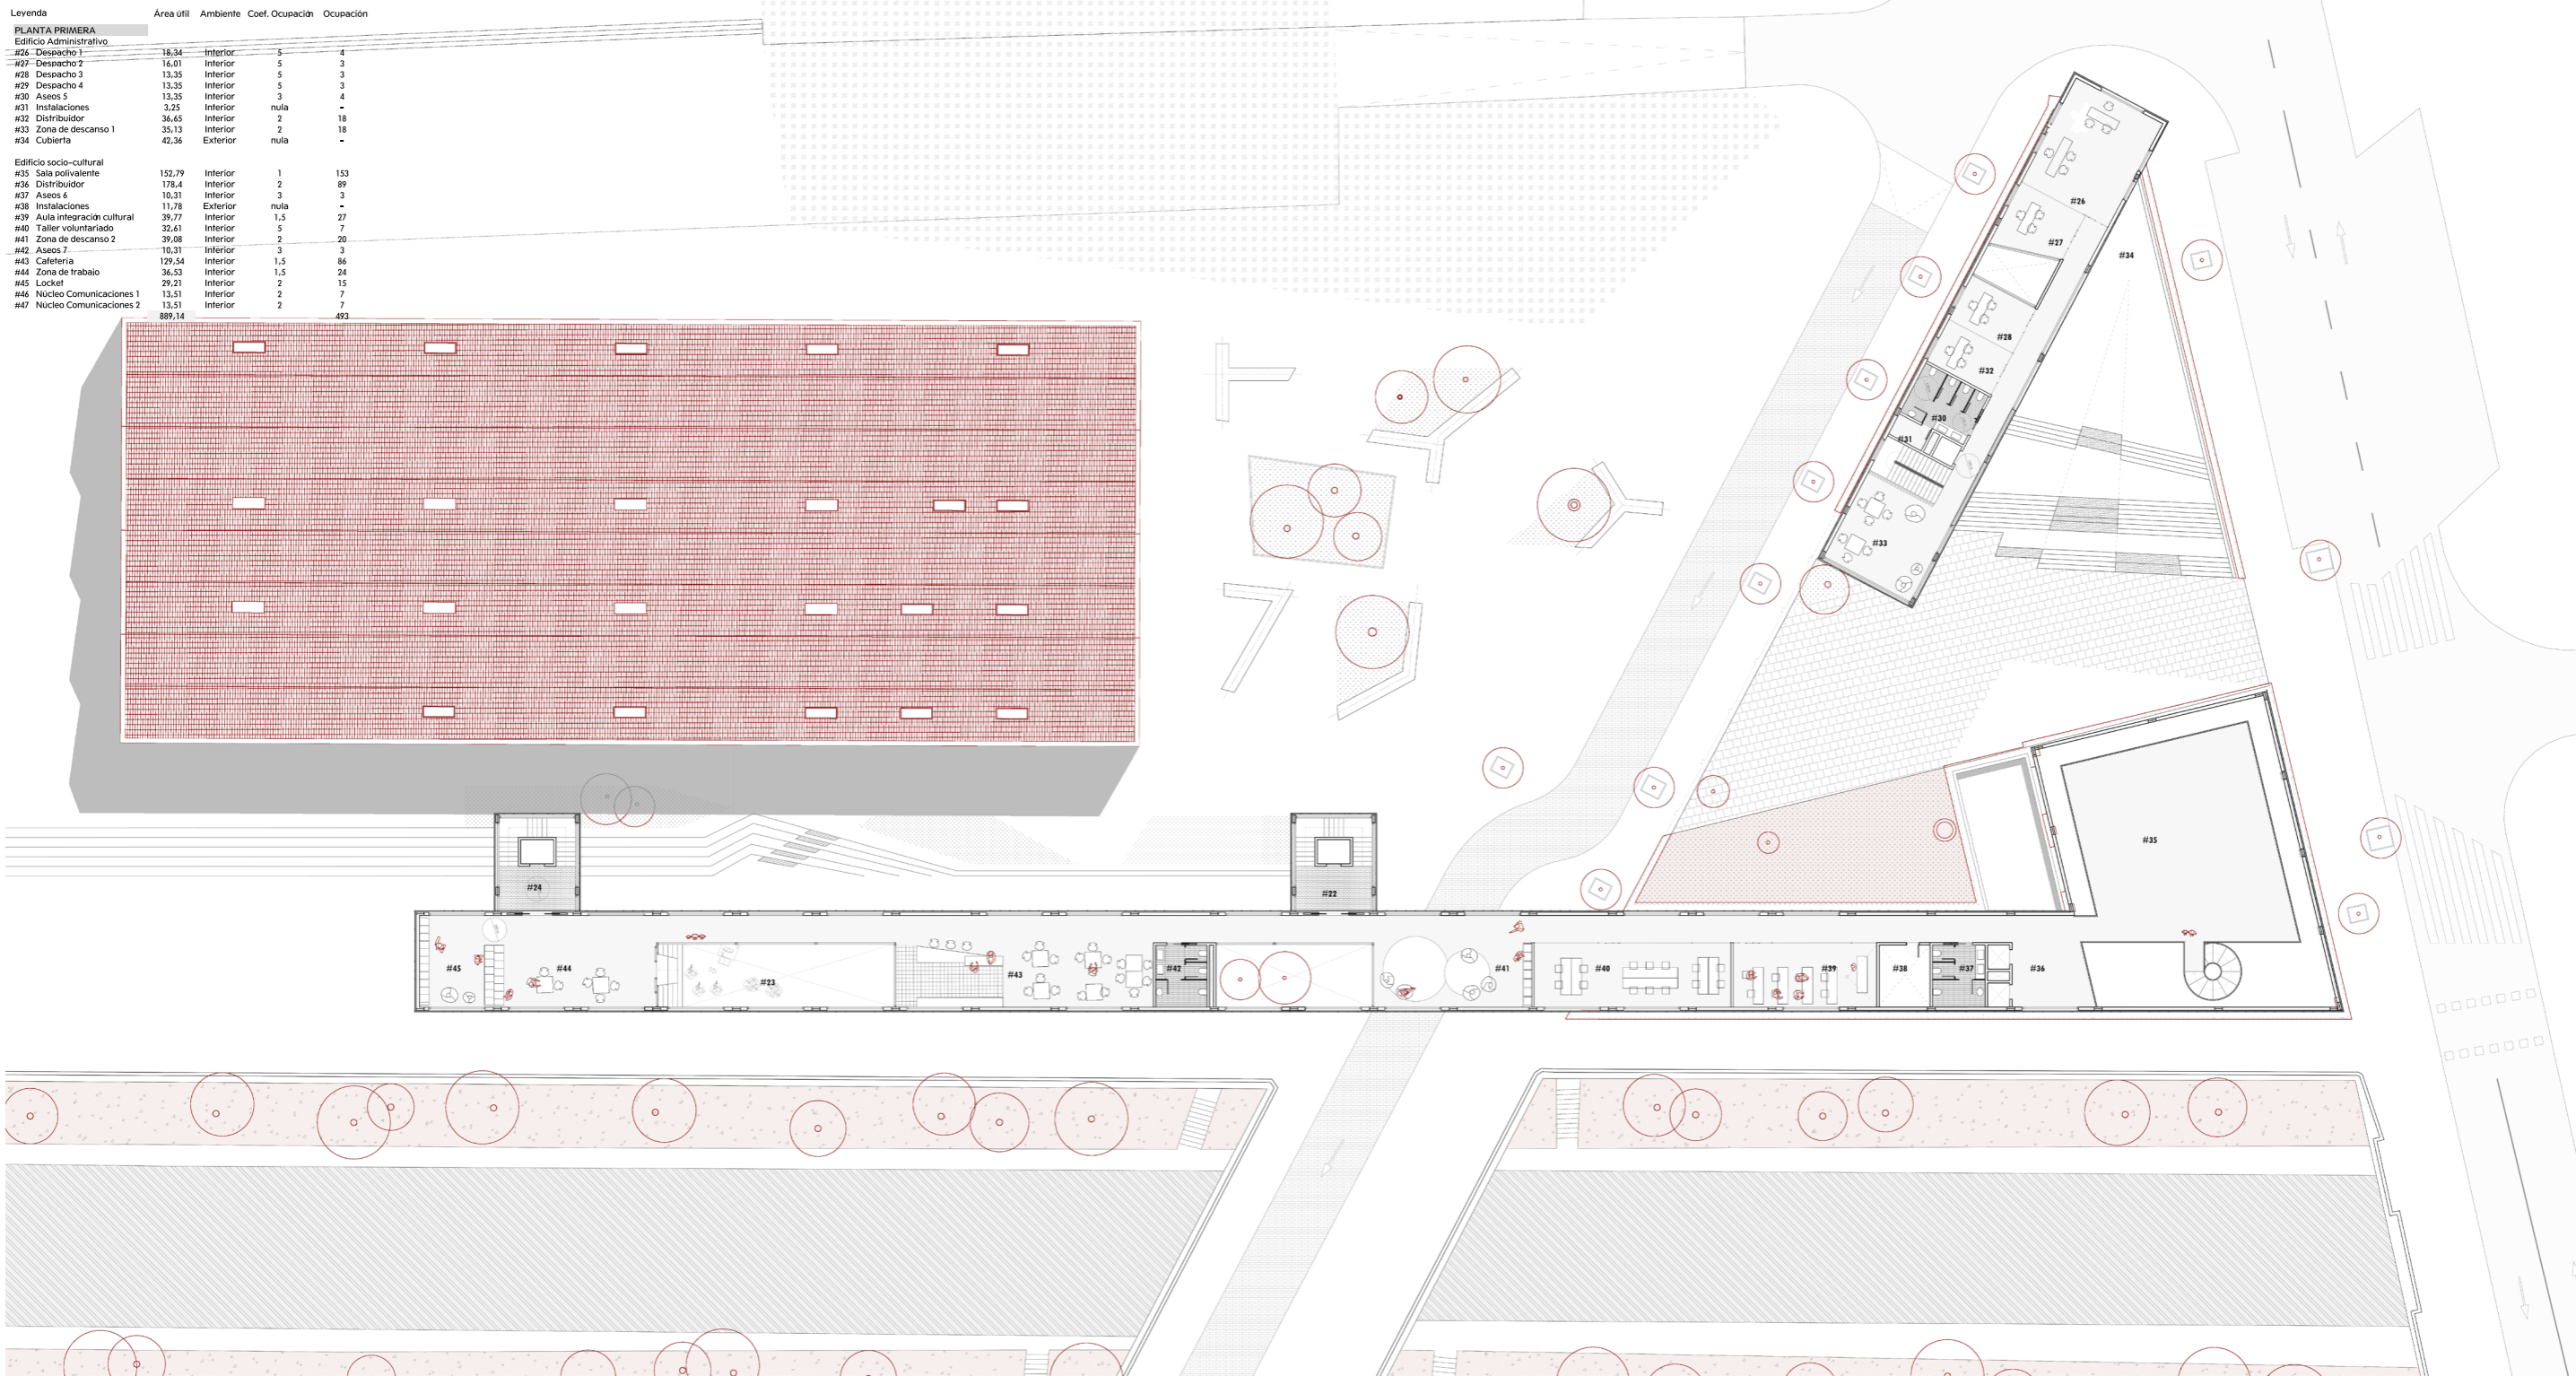 Leyenda Área útil Ambiente Coef. Ocupación Ocupación
PLANTA PRIMERA
Edificio Administrativo
#26 Despacho 1 18,34 Interior 5 4
#27 Despacho 2 16,01 Interior 5 3
#28 Despacho 3 13,35 Interior 5 3
#29 Despacho 4 13,35 Interior 5 3
#30 Aseos 5 13,35 Interior 3 4
#31 Instalaciones 3,25 Interior nula -
#32 Distribuidor 36,65 Interior 2 18
#33 Zona de descanso 1 35,13 Interior 2 18
#34 Cubierta 42,36 Exterior nula -
Edificio socio-cultural
#35 Sala polivalente 152,79 Interior 1 153
#36 Distribuidor 178,4 Interior 2 89
#37 Aseos 6 10,31 Interior 3 3
#38 Instalaciones 11,78 Exterior nula -
#39 Aula integración cultural 39,77 Interior 1,5 27
#40 Taller voluntariado 32,61 Interior 5 7
#41 Zona de descanso 2 39,08 Interior 2 20
#42 Aseos 7 10,31 Interior 3 3
#43 Cafetería 129,54 Interior 1,5 86
#44 Zona de trabajo 36,53 Interior 1,5 24
#45 Locket 29,21 Interior 2 15
#46 Núcleo Comunicaciones 1 13,51 Interior 2 7
#47 Núcleo Comunicaciones 2 13,51 Interior 2 7
889,14 493
#26
#27
#34
#28
#32
#30
#31
#33
#35
#24
#22
#45
#44
#23
#43
#42
#41
#40
#39
#38
#37
#36